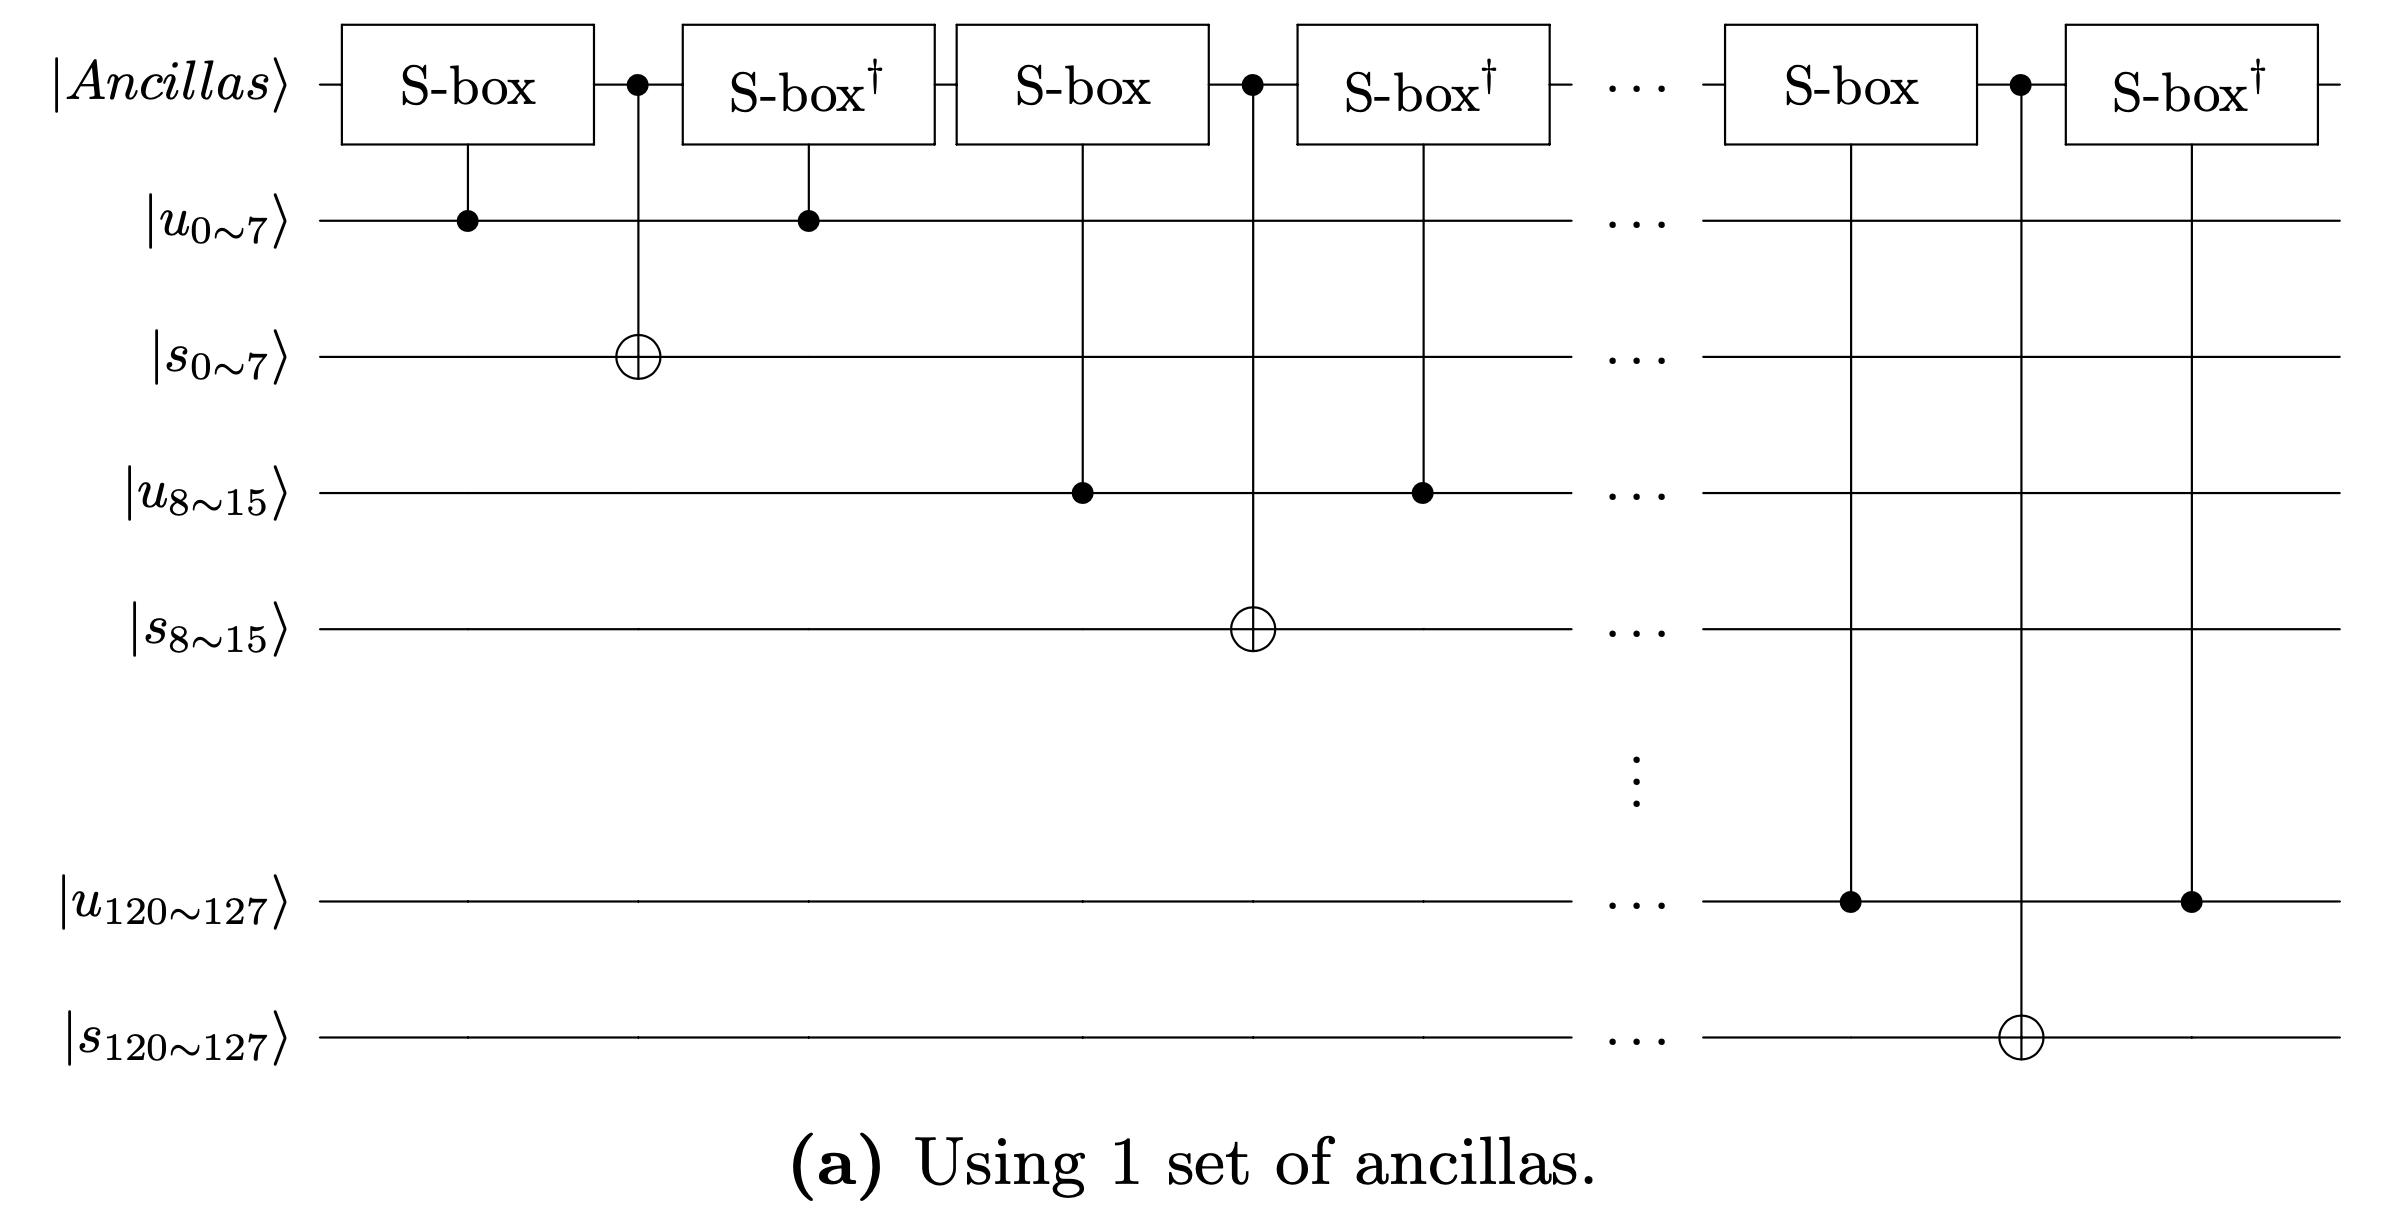 |Ancillas⟩ S-box S-box† S-box S-box† ··· S-box S-box†
|u0∼7⟩ ···
|s0∼7⟩ ···
|u8∼15⟩ ···
|s8∼15⟩ ···
⋮
|u120∼127⟩ ···
|s120∼127⟩ ···
(a) Using 1 set of ancillas.